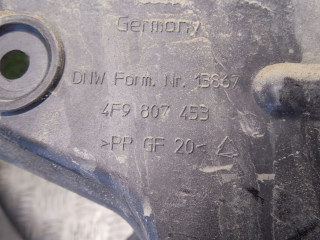 Germany
DNW Form. Nr. 13867
4F9 807 453
>PP GF 20<